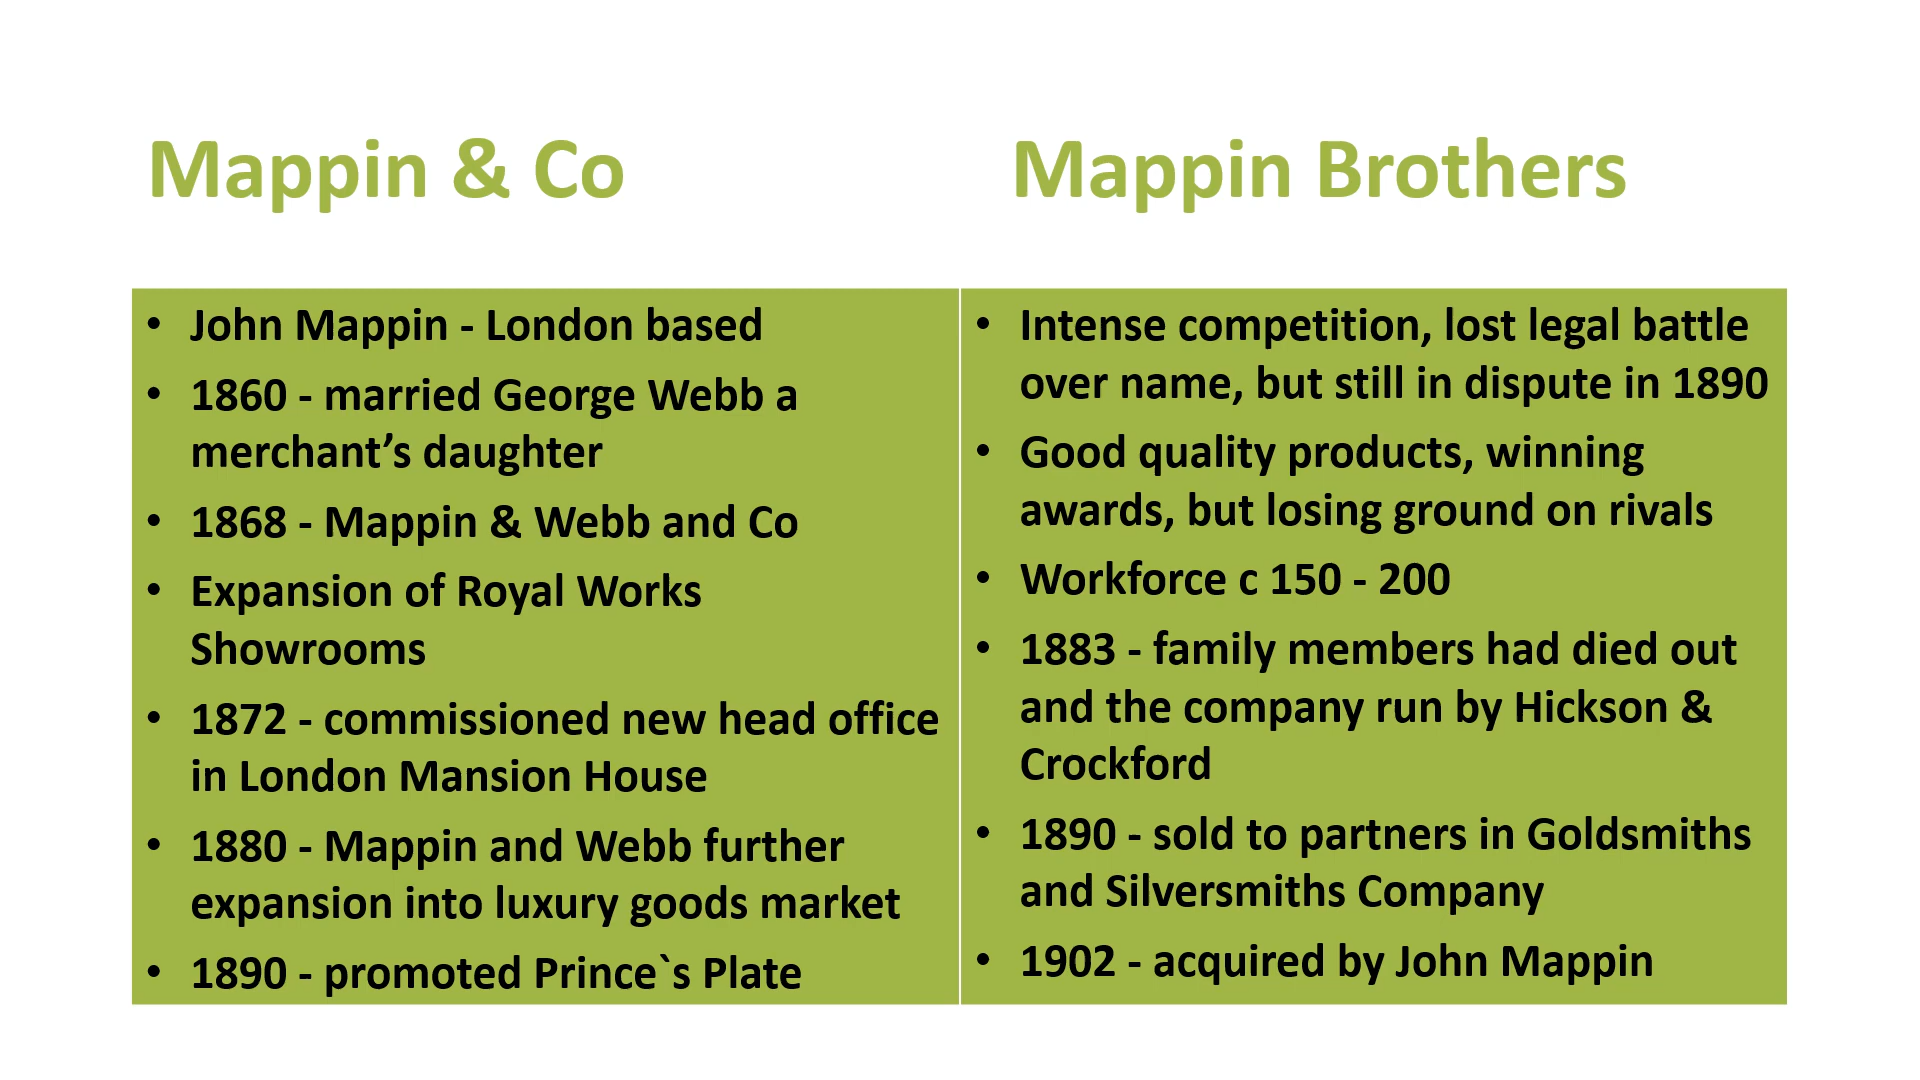 Mappin & Co
• John Mappin - London based
• 1860 - married George Webb a
merchant’s daughter
• 1868 - Mappin & Webb and Co
• Expansion of Royal Works
Showrooms
• 1872 - commissioned new head office
in London Mansion House
• 1880 - Mappin and Webb further
expansion into luxury goods market
• 1890 - promoted Prince`s Plate
Mappin Brothers
• Intense competition, lost legal battle
over name, but still in dispute in 1890
• Good quality products, winning
awards, but losing ground on rivals
• Workforce c 150 - 200
• 1883 - family members had died out
and the company run by Hickson &
Crockford
• 1890 - sold to partners in Goldsmiths
and Silversmiths Company
• 1902 - acquired by John Mappin